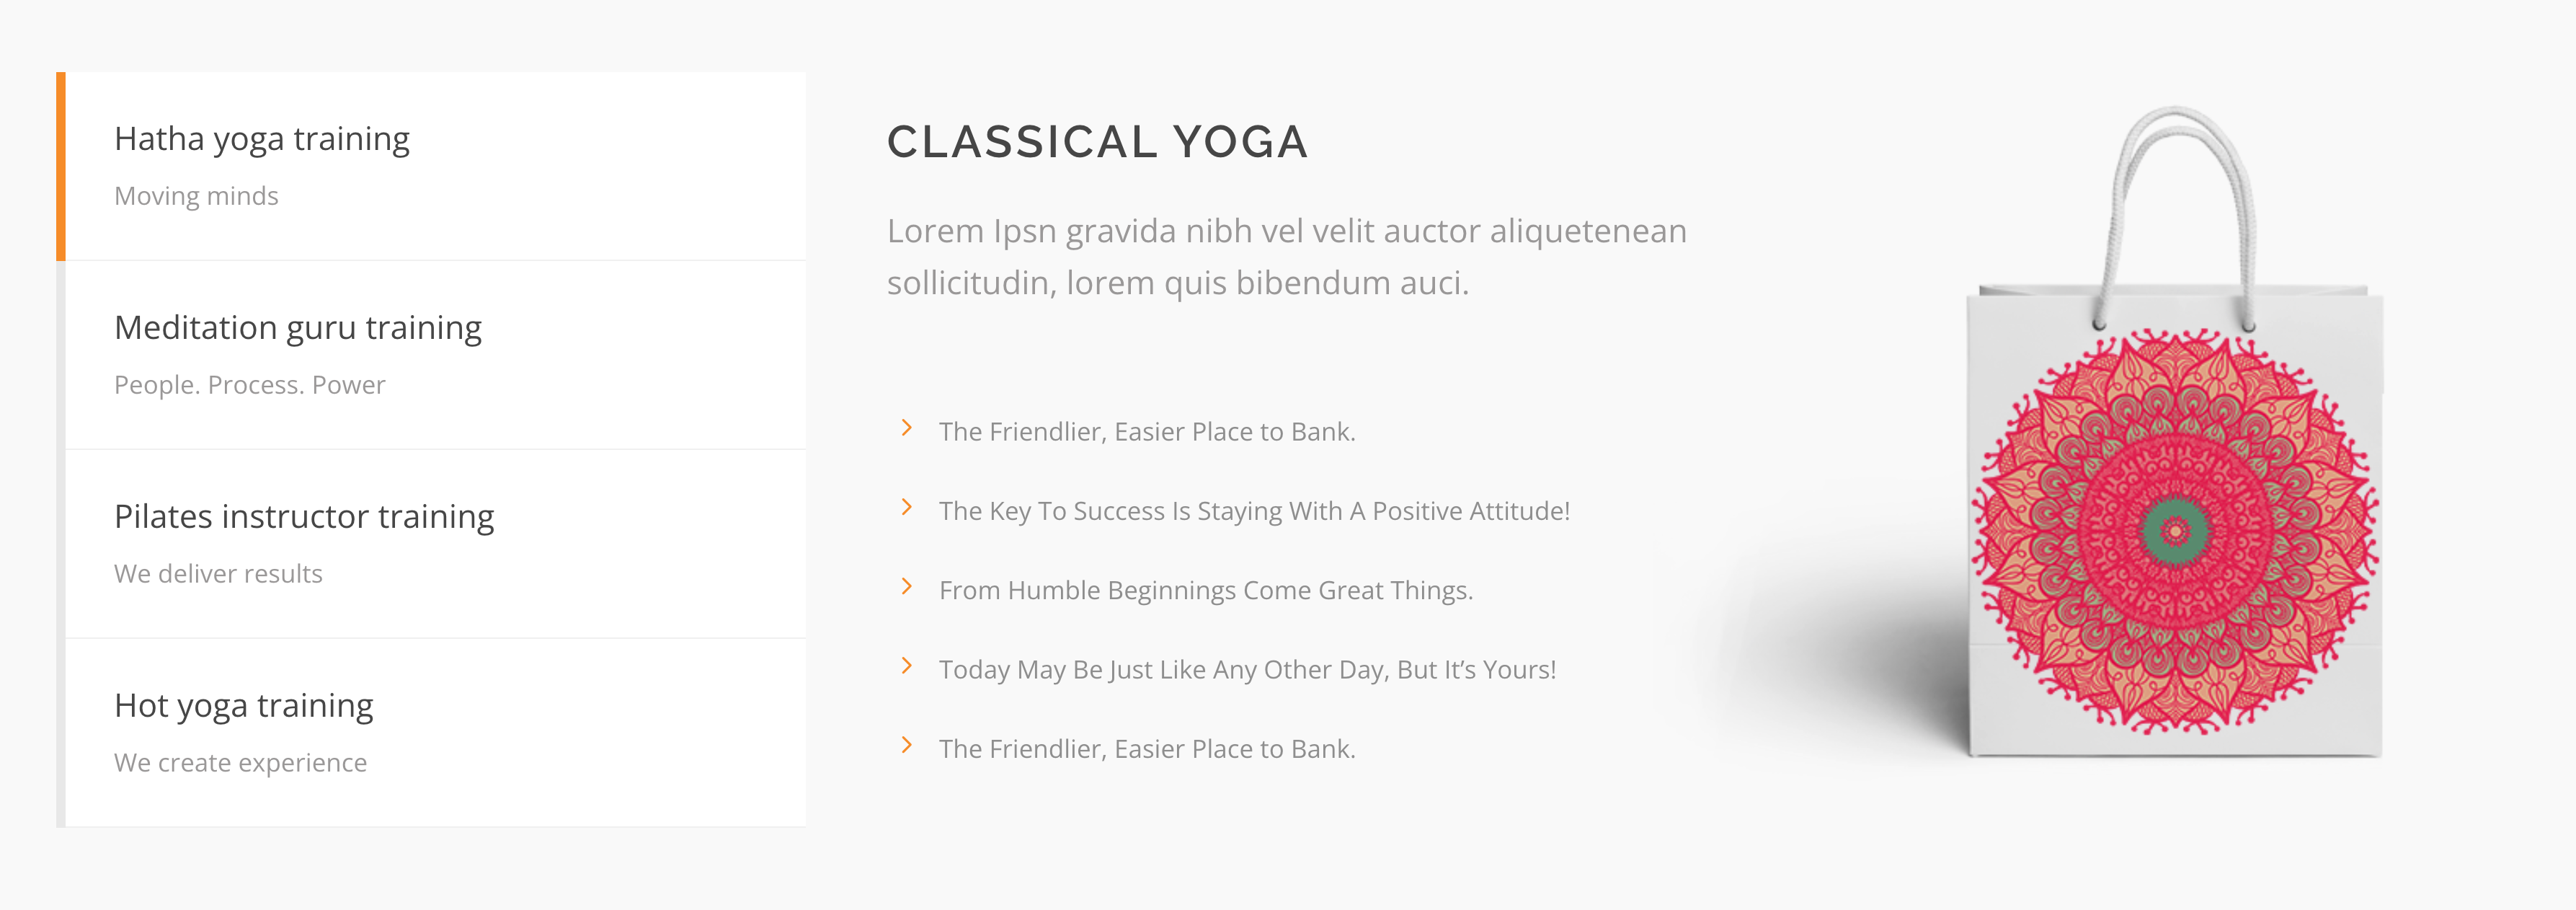 Hatha yoga training
Moving minds
Meditation guru training
People. Process. Power
Pilates instructor training
We deliver results
Hot yoga training
We create experience
CLASSICAL YOGA
Lorem Ipsn gravida nibh vel velit auctor aliquetenean
sollicitudin, lorem quis bibendum auci.
The Friendlier, Easier Place to Bank.
The Key To Success Is Staying With A Positive Attitude!
From Humble Beginnings Come Great Things.
Today May Be Just Like Any Other Day, But It’s Yours!
The Friendlier, Easier Place to Bank.